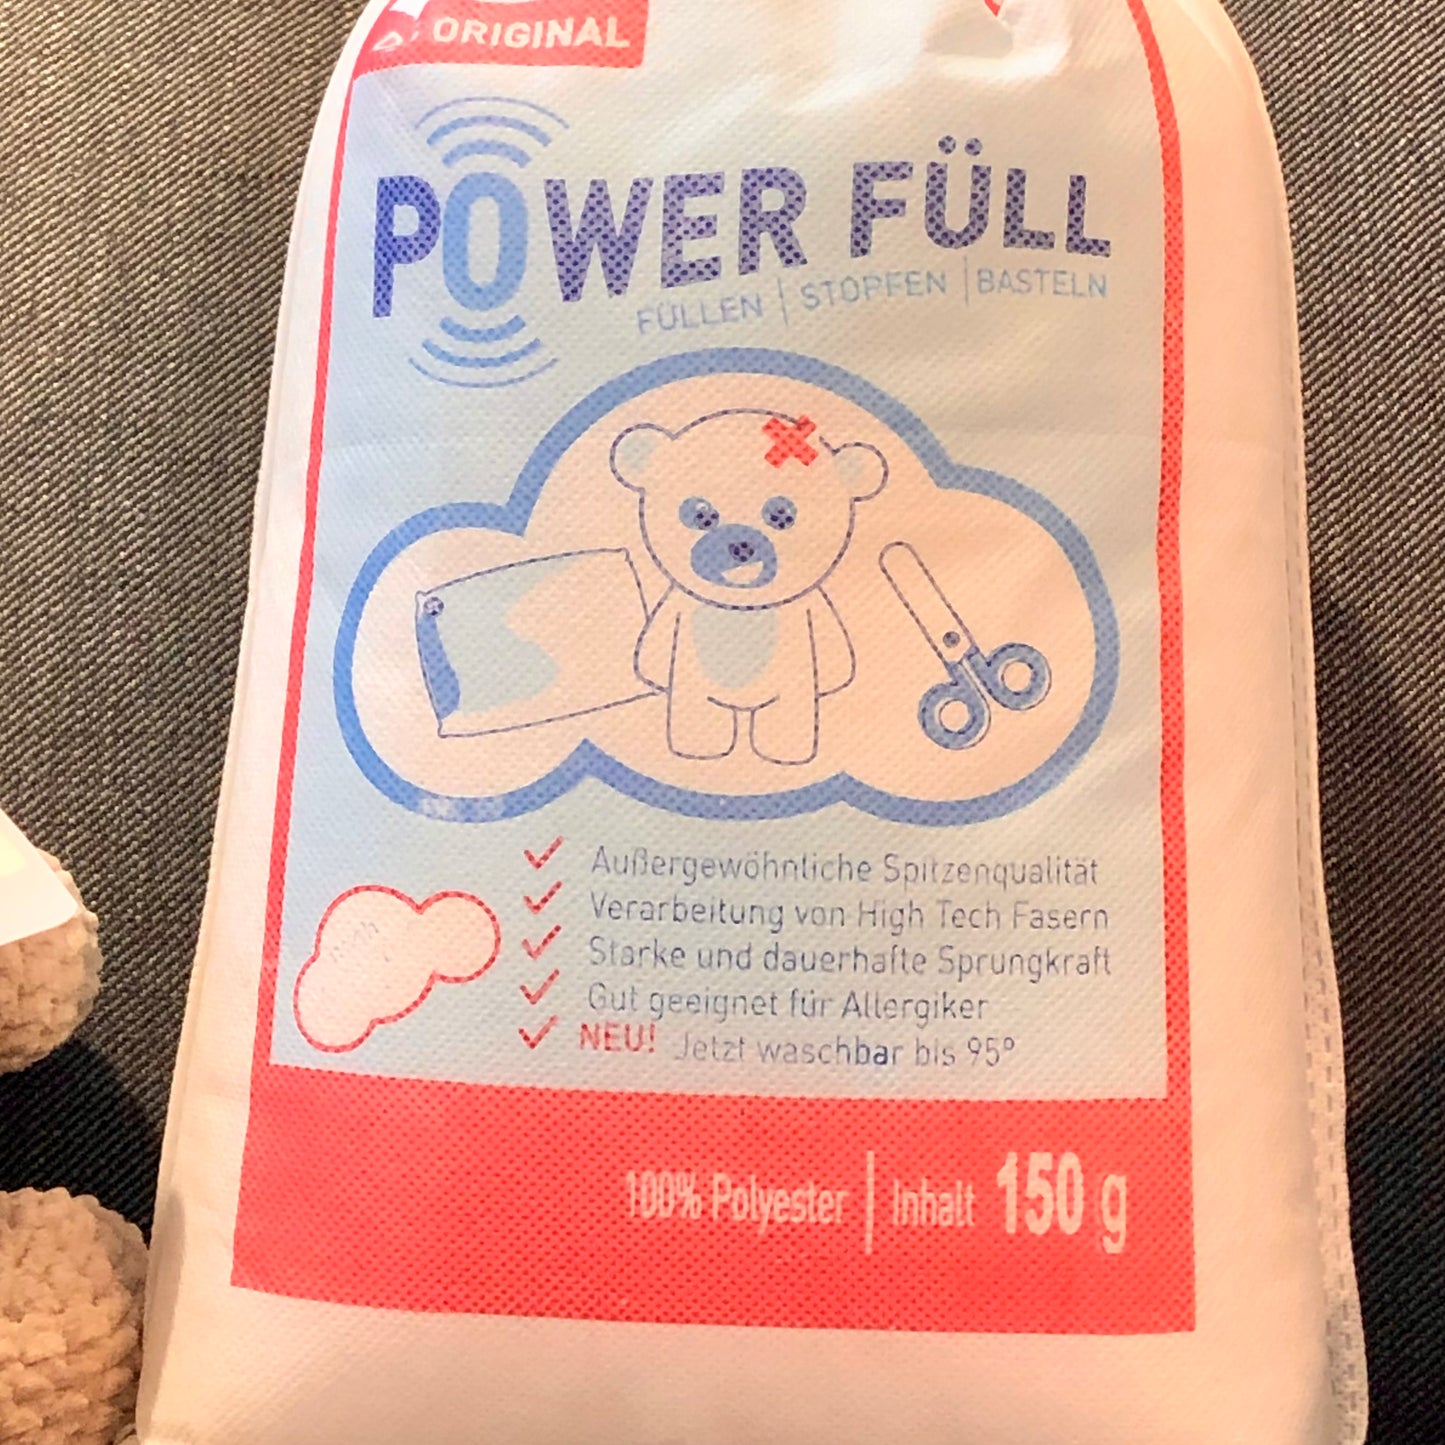 ORIGINAL
POWER FÜLL
FÜLLEN | STOPFEN | BASTELN
Außergewöhnliche Spitzenqualität
Verarbeitung von High Tech Fasern
Starke und dauerhafte Sprungkraft
Gut geeignet für Allergiker
NEU! Jetzt waschbar bis 95°
100% Polyester | Inhalt 150 g